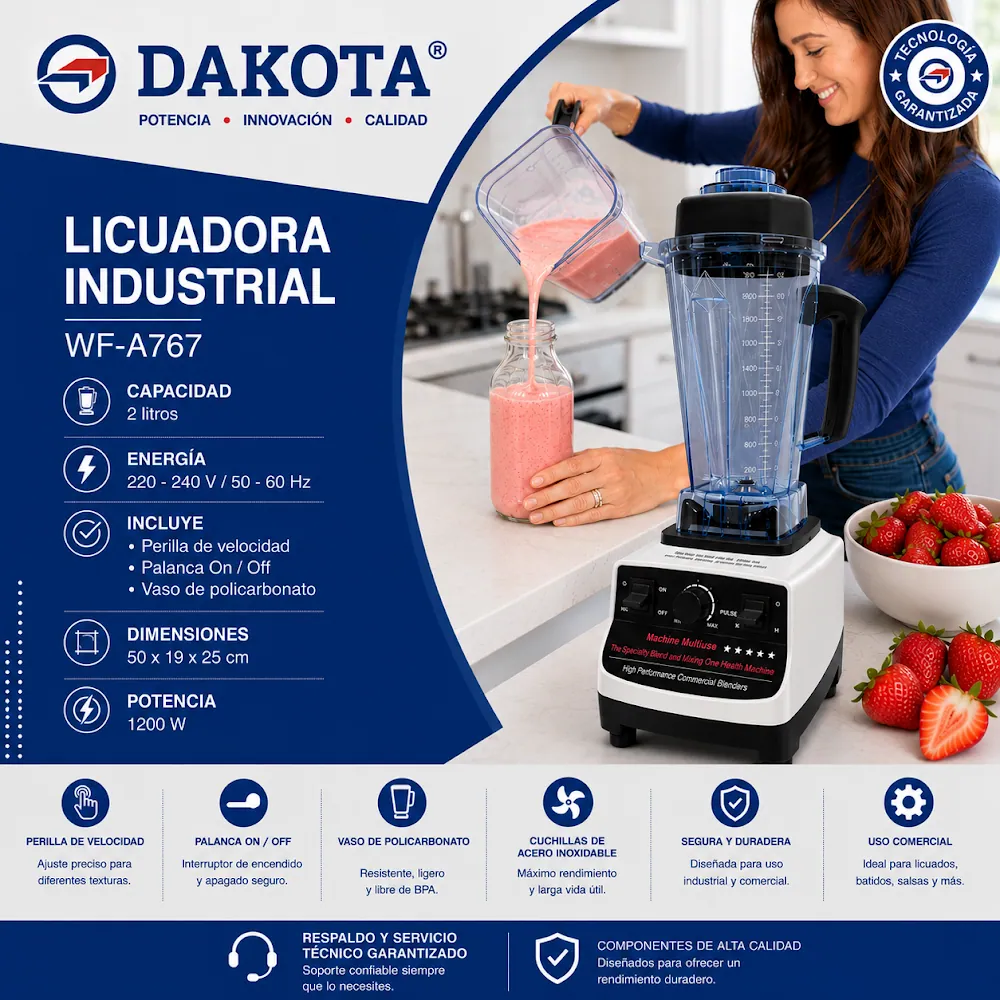 DAKOTA®
POTENCIA • INNOVACIÓN • CALIDAD
TECNOLOGÍA
GARANTIZADA
LICUADORA
INDUSTRIAL
WF-A767
CAPACIDAD
2 litros
ENERGÍA
220 - 240 V / 50 - 60 Hz
INCLUYE
• Perilla de velocidad
• Palanca On / Off
• Vaso de policarbonato
DIMENSIONES
50 x 19 x 25 cm
POTENCIA
1200 W
ON
OFF
MAX
PULSE
H
Machine Multiuse ★★★★★
The Specialty Blend and Mixing One Health Machine
High Performance Commercial Blenders
PERILLA DE VELOCIDAD
Ajuste preciso para
diferentes texturas.
PALANCA ON / OFF
Interruptor de encendido
y apagado seguro.
VASO DE POLICARBONATO
Resistente, ligero
y libre de BPA.
CUCHILLAS DE
ACERO INOXIDABLE
Máximo rendimiento
y larga vida útil.
SEGURA Y DURADERA
Diseñada para uso
industrial y comercial.
USO COMERCIAL
Ideal para licuados,
batidos, salsas y más.
RESPALDO Y SERVICIO
TÉCNICO GARANTIZADO
Soporte confiable siempre
que lo necesites.
COMPONENTES DE ALTA CALIDAD
Diseñados para ofrecer un
rendimiento duradero.